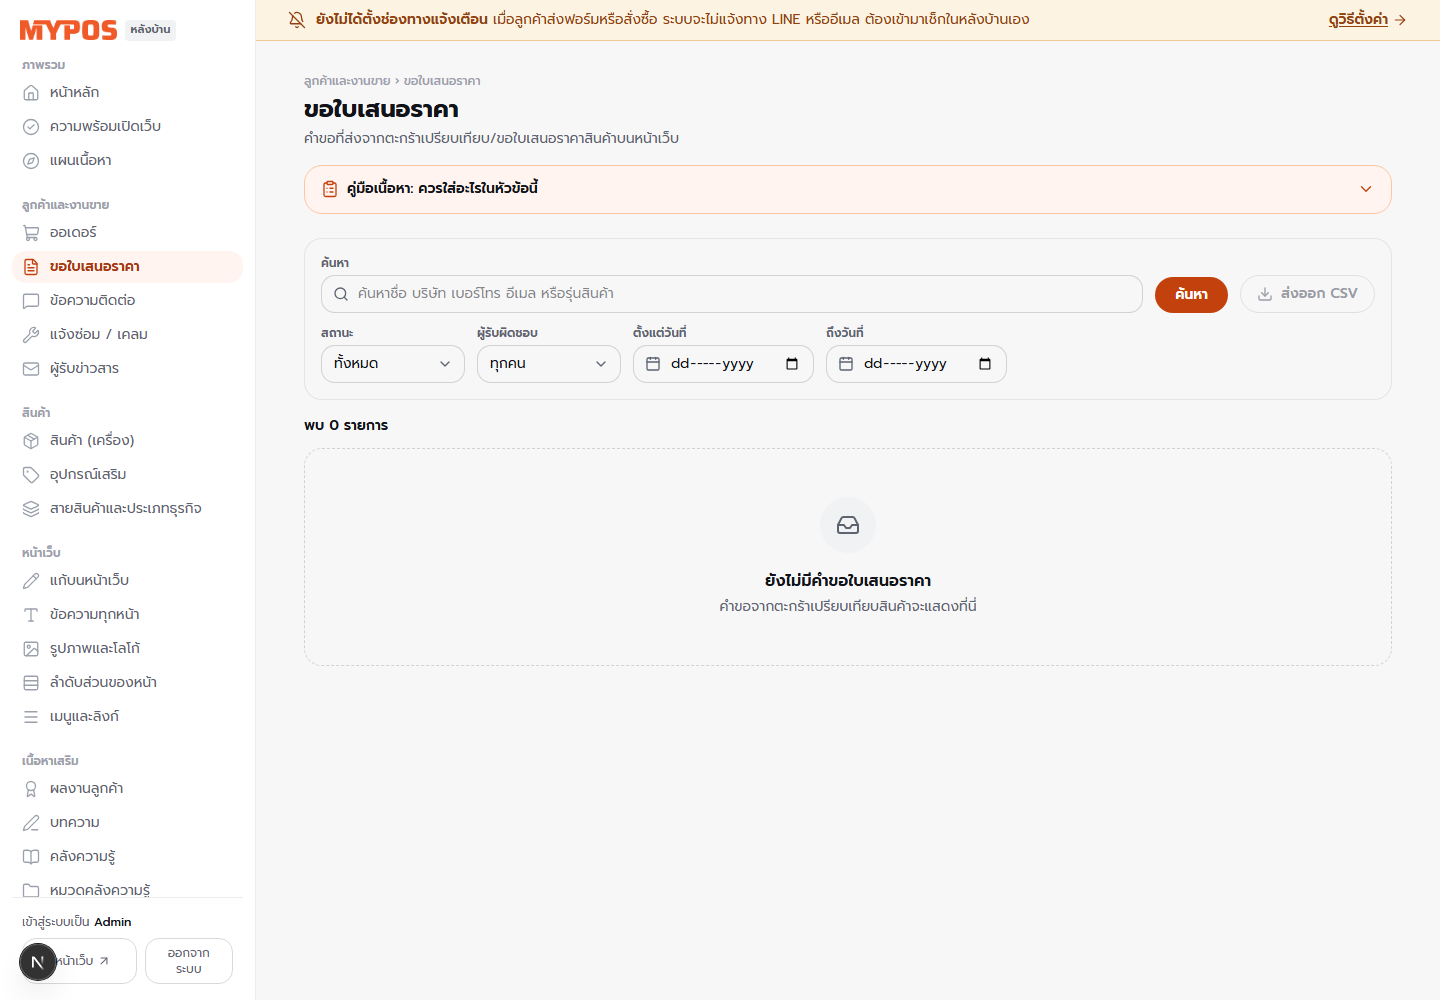 MYPOS หลังบ้าน
ภาพรวม
หน้าหลัก
ความพร้อมเปิดเว็บ
แผนเนื้อหา
ลูกค้าและงานขาย
ออเดอร์
ขอใบเสนอราคา
ข้อความติดต่อ
แจ้งซ่อม / เคลม
ผู้รับข่าวสาร
สินค้า
สินค้า (เครื่อง)
อุปกรณ์เสริม
สายสินค้าและประเภทธุรกิจ
หน้าเว็บ
แก้บนหน้าเว็บ
ข้อความทุกหน้า
รูปภาพและโลโก้
ลำดับส่วนของหน้า
เมนูและลิงก์
เนื้อหาเสริม
ผลงานลูกค้า
บทความ
คลังความรู้
หมวดคลังความรู้
เข้าสู่ระบบเป็น Admin
N
หน้าเว็บ
ออกจาก
ระบบ
ยังไม่ได้ตั้งช่องทางแจ้งเตือน เมื่อลูกค้าส่งฟอร์มหรือสั่งซื้อ ระบบจะไม่แจ้งทาง LINE หรืออีเมล ต้องเข้ามาเช็กในหลังบ้านเอง
ดูวิธีตั้งค่า →
ลูกค้าและงานขาย › ขอใบเสนอราคา
ขอใบเสนอราคา
คำขอที่ส่งจากตะกร้าเปรียบเทียบ/ขอใบเสนอราคาสินค้าบนหน้าเว็บ
คู่มือเนื้อหา: ควรใส่อะไรในหัวข้อนี้
ค้นหา
ค้นหาชื่อ บริษัท เบอร์โทร อีเมล หรือรุ่นสินค้า
ค้นหา
ส่งออก CSV
สถานะ ผู้รับผิดชอบ ตั้งแต่วันที่ ถึงวันที่
ทั้งหมด ทุกคน dd-----yyyy dd-----yyyy
พบ 0 รายการ
ยังไม่มีคำขอใบเสนอราคา
คำขอจากตะกร้าเปรียบเทียบสินค้าจะแสดงที่นี่